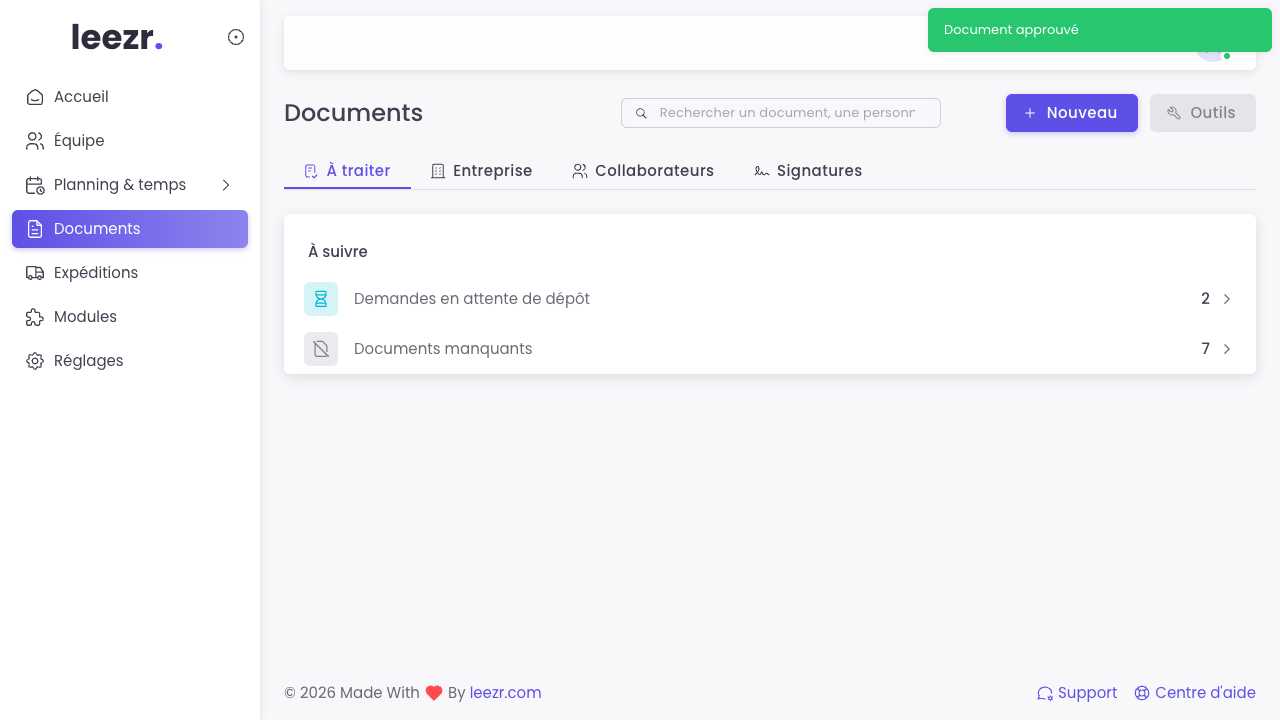 leezr.
Accueil
Équipe
Planning & temps
Documents
Expéditions
Modules
Réglages
Document approuvé
Documents
Rechercher un document, une personn
Nouveau
Outils
À traiter
Entreprise
Collaborateurs
Signatures
À suivre
Demandes en attente de dépôt 2
Documents manquants 7
© 2026 Made With By leezr.com
Support
Centre d'aide